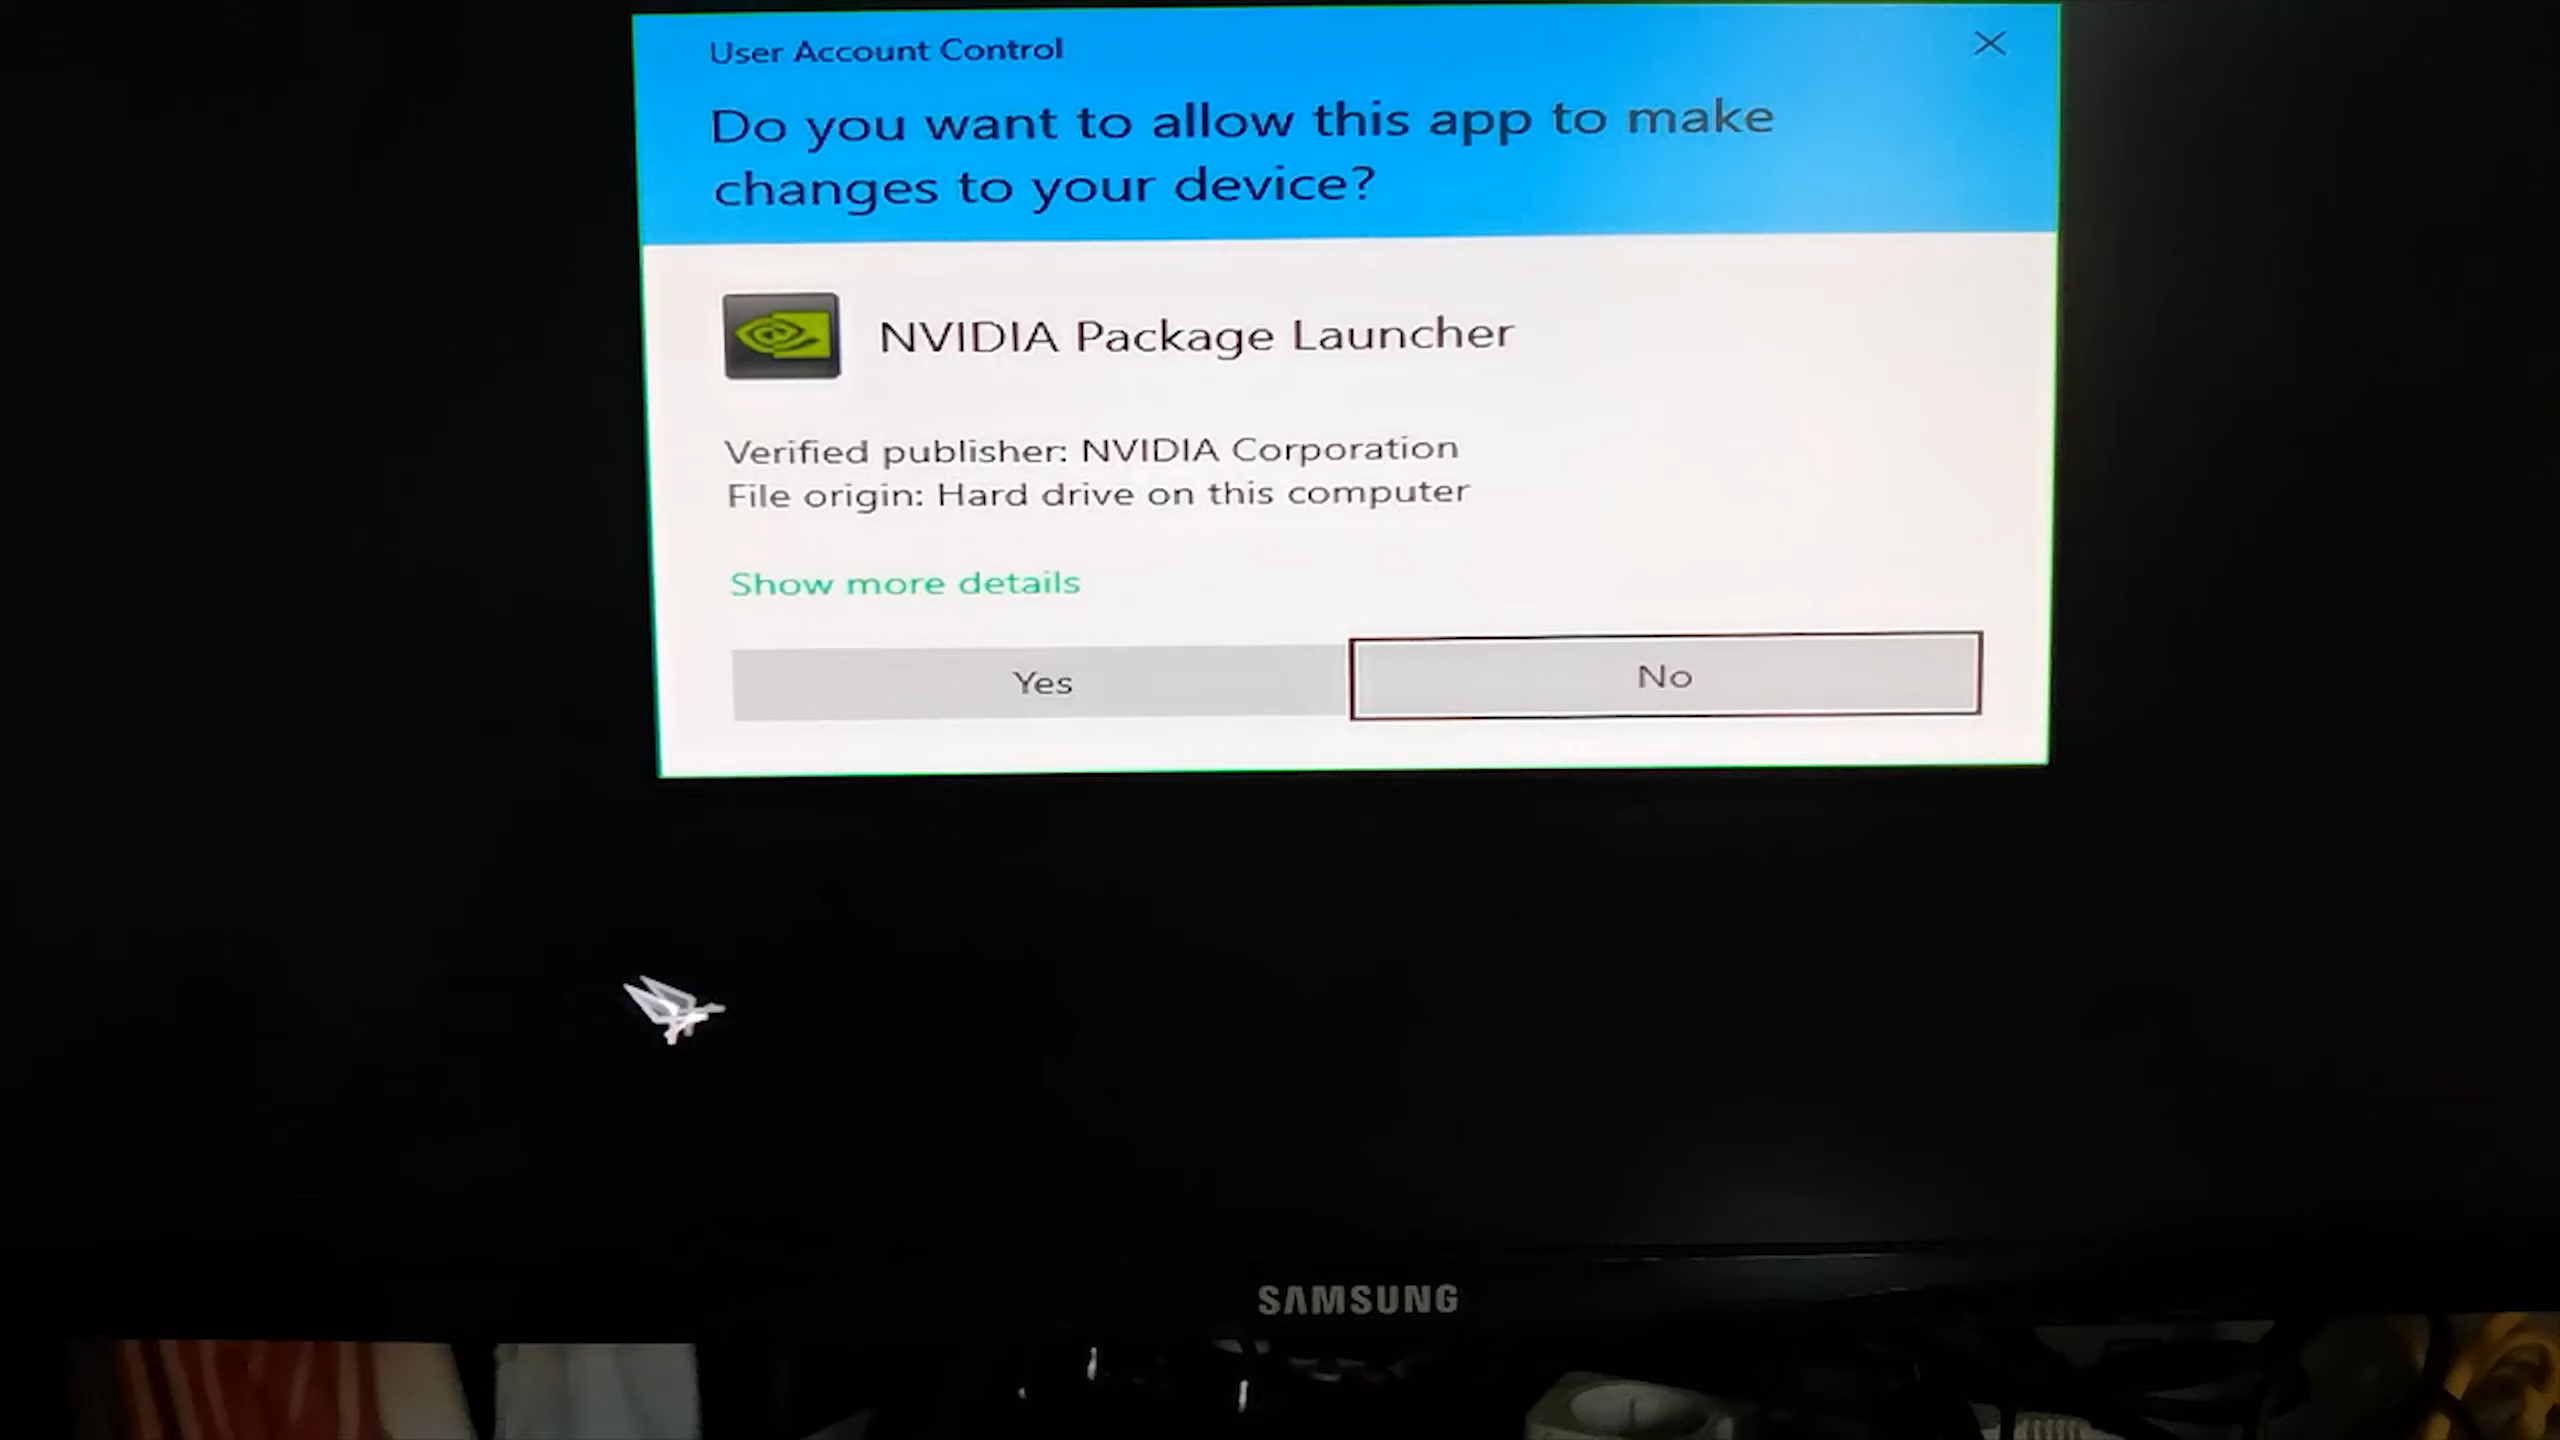 User Account Control
Do you want to allow this app to make
changes to your device?
NVIDIA Package Launcher
Verified publisher: NVIDIA Corporation
File origin: Hard drive on this computer
Show more details
Yes
No
SAMSUNG